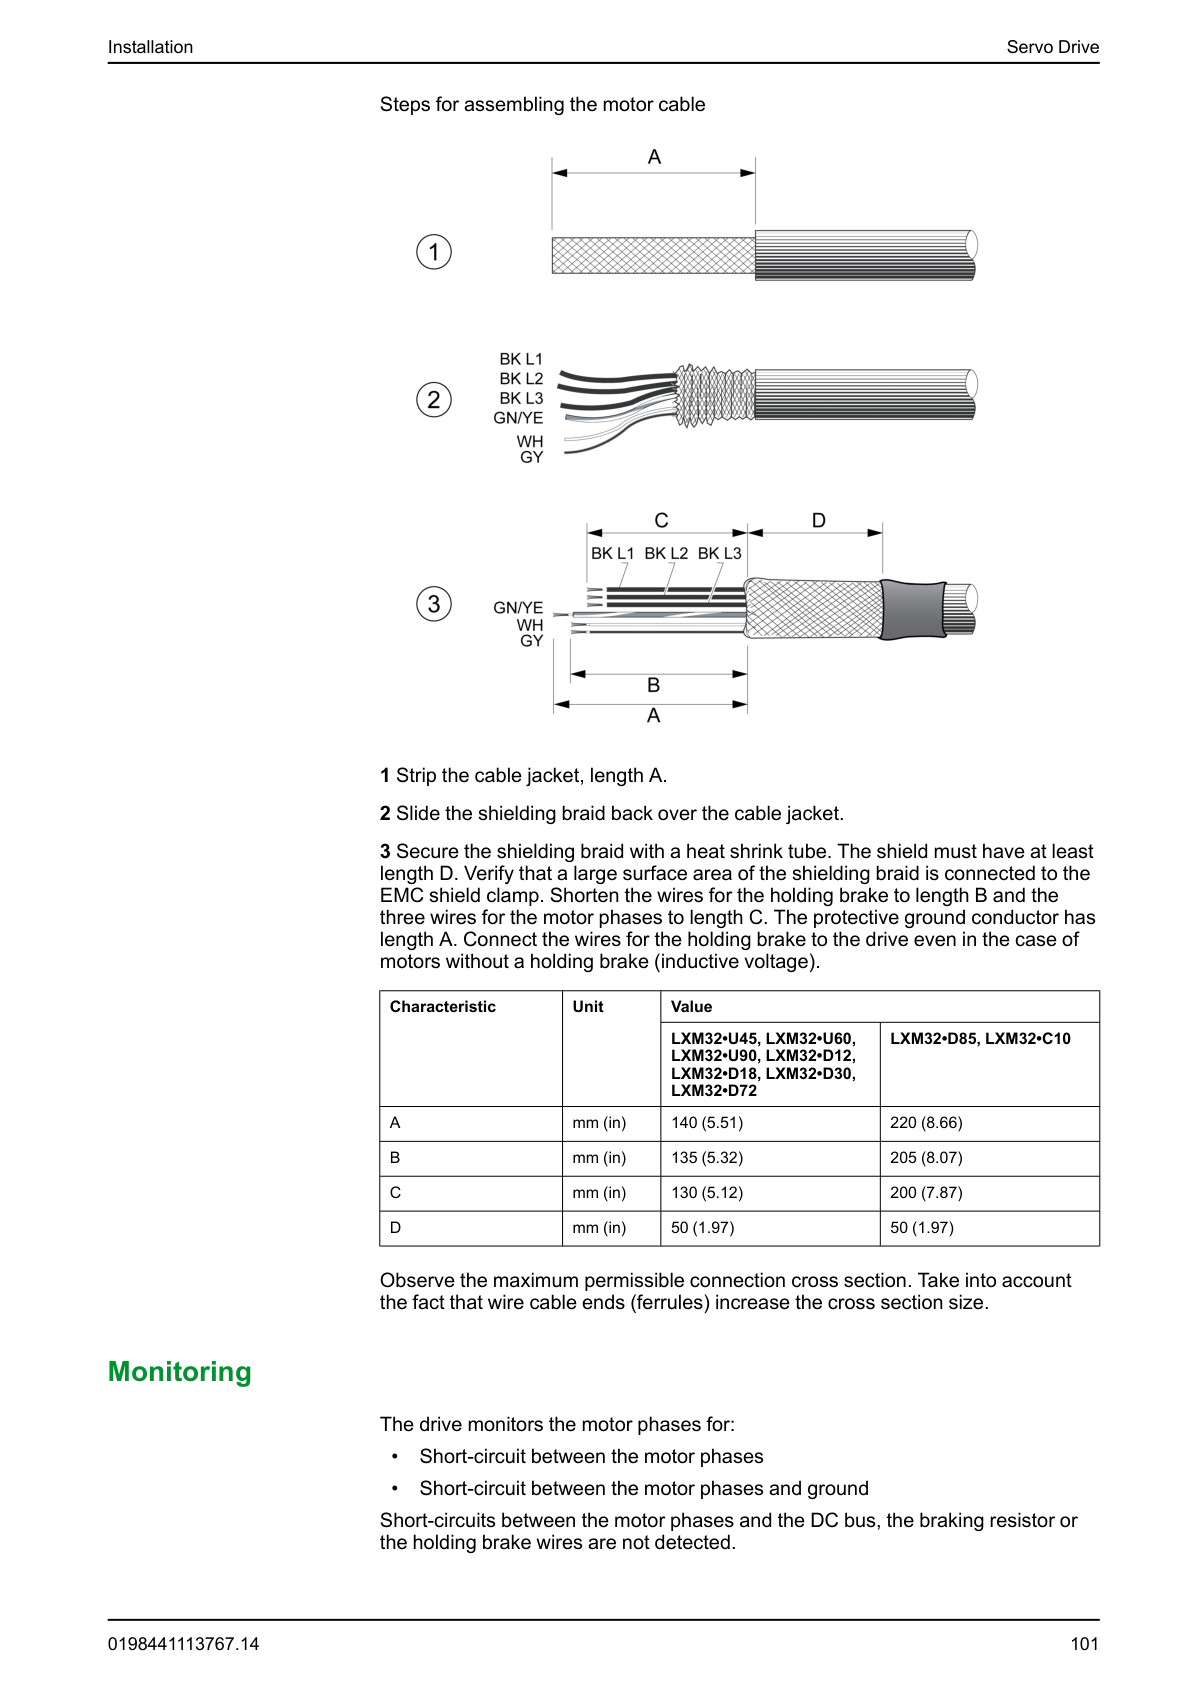 Installation
Servo Drive
Steps for assembling the motor cable
A
1
BK L1
BK L2
BK L3
GN/YE
WH
GY
2
C
D
BK L1 BK L2 BK L3
3
GN/YE
WH
GY
B
A
1 Strip the cable jacket, length A.
2 Slide the shielding braid back over the cable jacket.
3 Secure the shielding braid with a heat shrink tube. The shield must have at least
length D. Verify that a large surface area of the shielding braid is connected to the
EMC shield clamp. Shorten the wires for the holding brake to length B and the
three wires for the motor phases to length C. The protective ground conductor has
length A. Connect the wires for the holding brake to the drive even in the case of
motors without a holding brake (inductive voltage).
Characteristic Unit Value
LXM32•U45, LXM32•U60,
LXM32•U90, LXM32•D12,
LXM32•D18, LXM32•D30,
LXM32•D72
LXM32•D85, LXM32•C10
A mm (in) 140 (5.51) 220 (8.66)
B mm (in) 135 (5.32) 205 (8.07)
C mm (in) 130 (5.12) 200 (7.87)
D mm (in) 50 (1.97) 50 (1.97)
Observe the maximum permissible connection cross section. Take into account
the fact that wire cable ends (ferrules) increase the cross section size.
Monitoring
The drive monitors the motor phases for:
• Short-circuit between the motor phases
• Short-circuit between the motor phases and ground
Short-circuits between the motor phases and the DC bus, the braking resistor or
the holding brake wires are not detected.
0198441113767.14
101